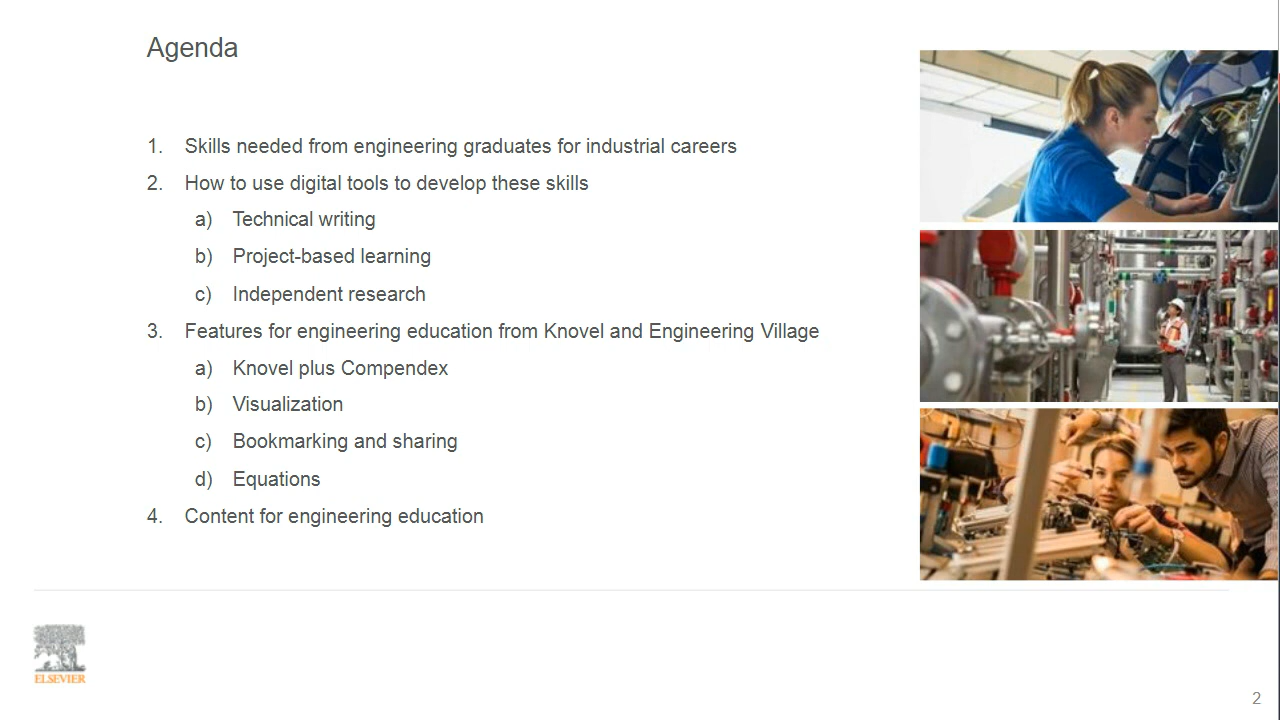 Agenda
1. Skills needed from engineering graduates for industrial careers
2. How to use digital tools to develop these skills
a) Technical writing
b) Project-based learning
c) Independent research
3. Features for engineering education from Knovel and Engineering Village
a) Knovel plus Compendex
b) Visualization
c) Bookmarking and sharing
d) Equations
4. Content for engineering education
ELSEVIER
2